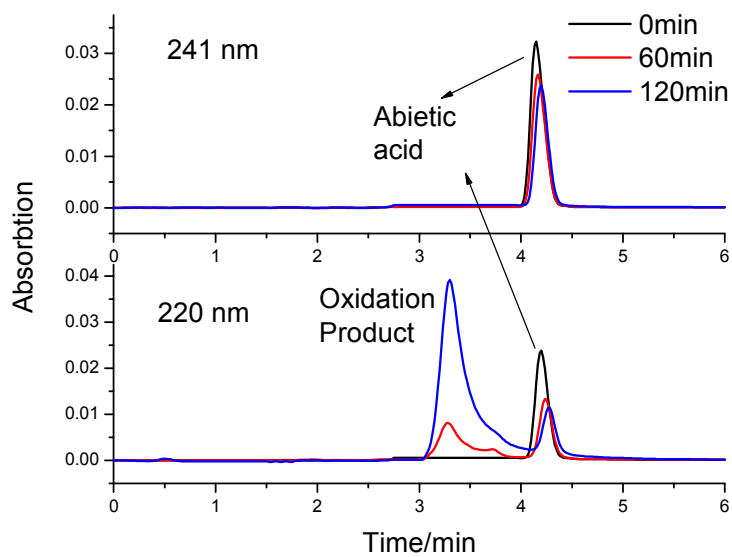 241 nm
0min
60min
120min
Abietic
acid
0.03
0.02
0.01
0.00
0 1 2 3 4 5 6
Absorbtion
220 nm
Oxidation
Product
0.04
0.03
0.02
0.01
0.00
0 1 2 3 4 5 6
Time/min